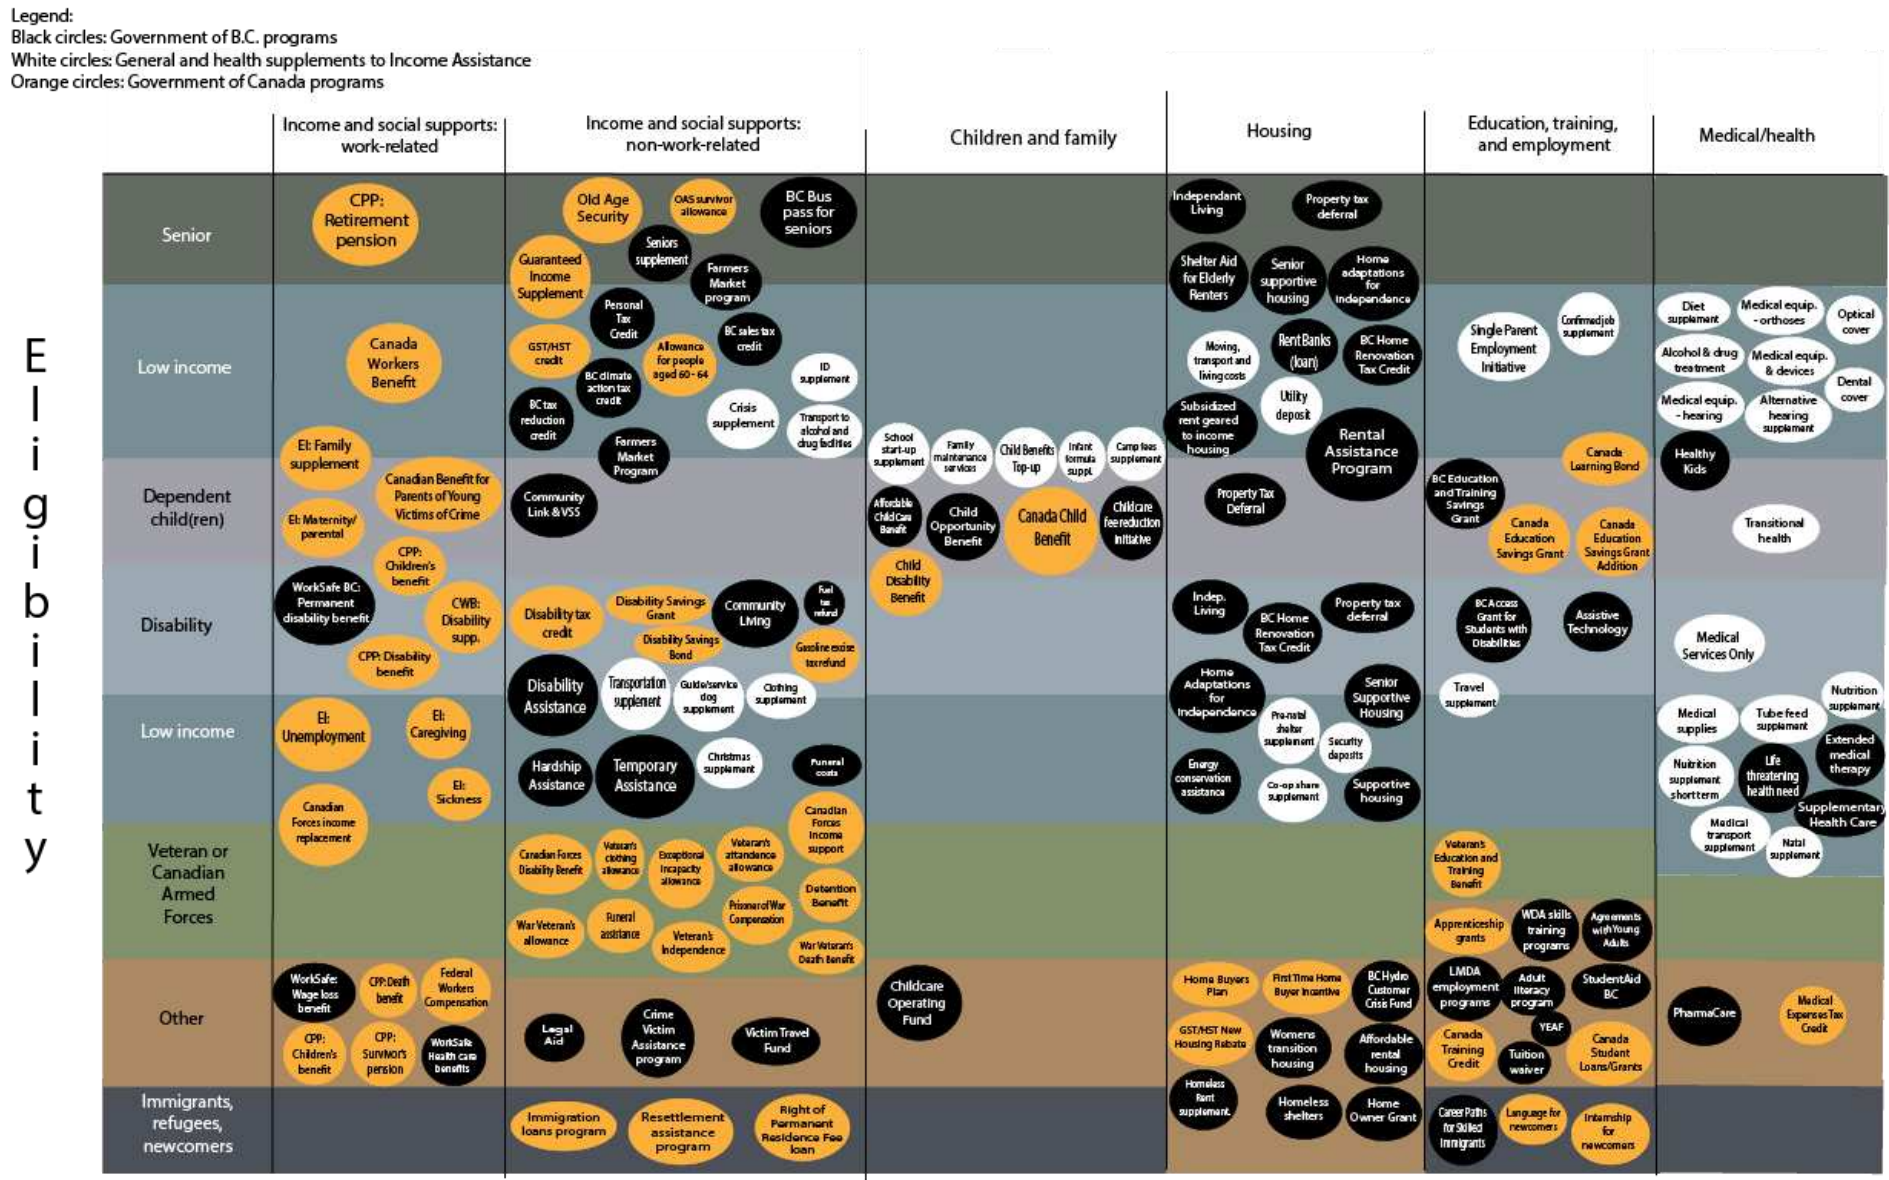 Legend:
Black circles: Government of B.C. programs
White circles: General and health supplements to Income Assistance
Orange circles: Government of Canada programs
Income and social supports:
work-related
Income and social supports:
non-work-related
Children and family
Housing
Education, training,
and employment
Medical/health
Eligibility
Senior
CPP:
Retirement
pension
Old Age
Security
OAS survivor
allowance
BC Bus
pass for
seniors
Seniors
supplement
Guaranteed
Income
Supplement
Farmers
Market
program
Independant
Living
Property tax
deferral
Shelter Aid
for Elderly
Renters
Senior
supportive
housing
Home
adaptations
for
independence
Low income
Canada
Workers
Benefit
EI: Family
supplement
Personal
Tax
Credit
BC sales tax
credit
GST/HST
credit
Allowance
for people
aged 60 - 64
BC climate
action tax
credit
ID
supplement
BC tax
reduction
credit
Crisis
supplement
Transport to
alcohol and
drug facilities
Farmers
Market
Program
School
start-up
supplement
Family
maintenance
services
Child Benefits
Top-up
Infant
formula
suppl.
Camp fees
supplement
Moving,
transport and
living costs
Rent Banks
(loan)
BC Home
Renovation
Tax Credit
Utility
deposit
Subsidized
rent geared
to income
housing
Rental
Assistance
Program
Single Parent
Employment
Initiative
Confirmed job
supplement
Canada
Learning Bond
Diet
supplement
Medical equip.
- orthoses
Optical
cover
Alcohol & drug
treatment
Medical equip.
& devices
Dental
cover
Medical equip.
- hearing
Alternative
hearing
supplement
Healthy
Kids
Dependent
child(ren)
Canadian Benefit for
Parents of Young
Victims of Crime
EI: Maternity/
parental
CPP:
Children's
benefit
Community
Link & VSS
Affordable
Child Care
Benefit
Child
Opportunity
Benefit
Canada Child
Benefit
Childcare
fee reduction
initiative
Child
Disability
Benefit
Property Tax
Deferral
BC Education
and Training
Savings
Grant
Canada
Education
Savings Grant
Canada
Education
Savings Grant
Addition
Transitional
health
Disability
WorkSafe BC:
Permanent
disability benefit
CWB:
Disability
supp.
CPP: Disability
benefit
Disability tax
credit
Disability Savings
Grant
Community
Living
Fuel
tax
refund
Disability Savings
Bond
Gasoline excise
tax refund
Disability
Assistance
Transportation
supplement
Guide/service
dog
supplement
Clothing
supplement
Indep.
Living
BC Home
Renovation
Tax Credit
Property tax
deferral
Home
Adaptations
for
Independence
Senior
Supportive
Housing
BC Access
Grant for
Students with
Disabilities
Assistive
Technology
Travel
supplement
Medical
Services Only
Nutrition
supplement
Low income
EI:
Unemployment
EI:
Caregiving
EI:
Sickness
Canadian
Forces income
replacement
Hardship
Assistance
Temporary
Assistance
Christmas
supplement
Funeral
costs
Canadian
Forces
income
support
Pre-natal
shelter
supplement
Security
deposits
Energy
conservation
assistance
Co-op share
supplement
Supportive
housing
Medical
supplies
Tube feed
supplement
Extended
medical
therapy
Nuitrition
supplement
short term
Life
threatening
health need
Supplementary
Health Care
Medical
transport
supplement
Natal
supplement
Veteran or
Canadian
Armed
Forces
Canadian Forces
Disability Benefit
Veteran's
clothing
allowance
Exceptional
incapacity
allowance
Veteran's
attendence
allowance
Detention
Benefit
Prisoner of War
Compensation
War Veteran's
allowance
Funeral
assistance
Veteran's
Independence
War Veteran's
Death Benefit
Veteran's
Education and
Training
Benefit
Apprenticeship
grants
WDA skills
training
programs
Agreements
with Young
Adults
Other
WorkSafe:
Wage loss
benefit
CPP: Death
benefit
Federal
Workers
Compensation
CPP:
Children's
benefit
CPP:
Survivor's
pension
WorkSafe:
Health care
benefits
Legal
Aid
Crime
Victim
Assistance
program
Victim Travel
Fund
Childcare
Operating
Fund
Home Buyers
Plan
First Time Home
Buyer Incentive
BC Hydro
Customer
Crisis Fund
GST/HST New
Housing Rebate
Womens
transition
housing
Affordable
rental
housing
Homeless
Rent
supplement
Homeless
shelters
Home
Owner Grant
LMDA
employment
programs
Adult
literacy
program
StudentAid
BC
YEAF
Canada
Training
Credit
Tuition
waiver
Canada
Student
Loans/Grants
PharmaCare
Medical
Expenses Tax
Credit
Immigrants,
refugees,
newcomers
Immigration
loans program
Resettlement
assistance
program
Right of
Permanent
Residence Fee
loan
Career Paths
for Skilled
Immigrants
Language for
newcomers
Internship
for
newcomers